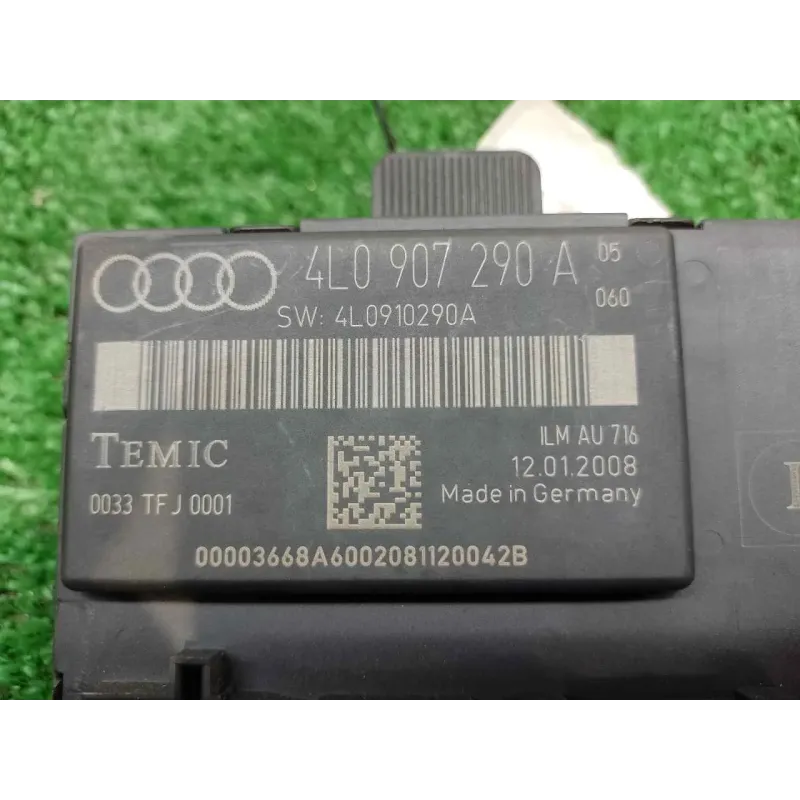 4L0 907 290 A 05
060
SW: 4L0910290A
TEMIC
ILM AU 716
12.01.2008
0033 TFJ 0001
Made in Germany
00003668A6002081120042B